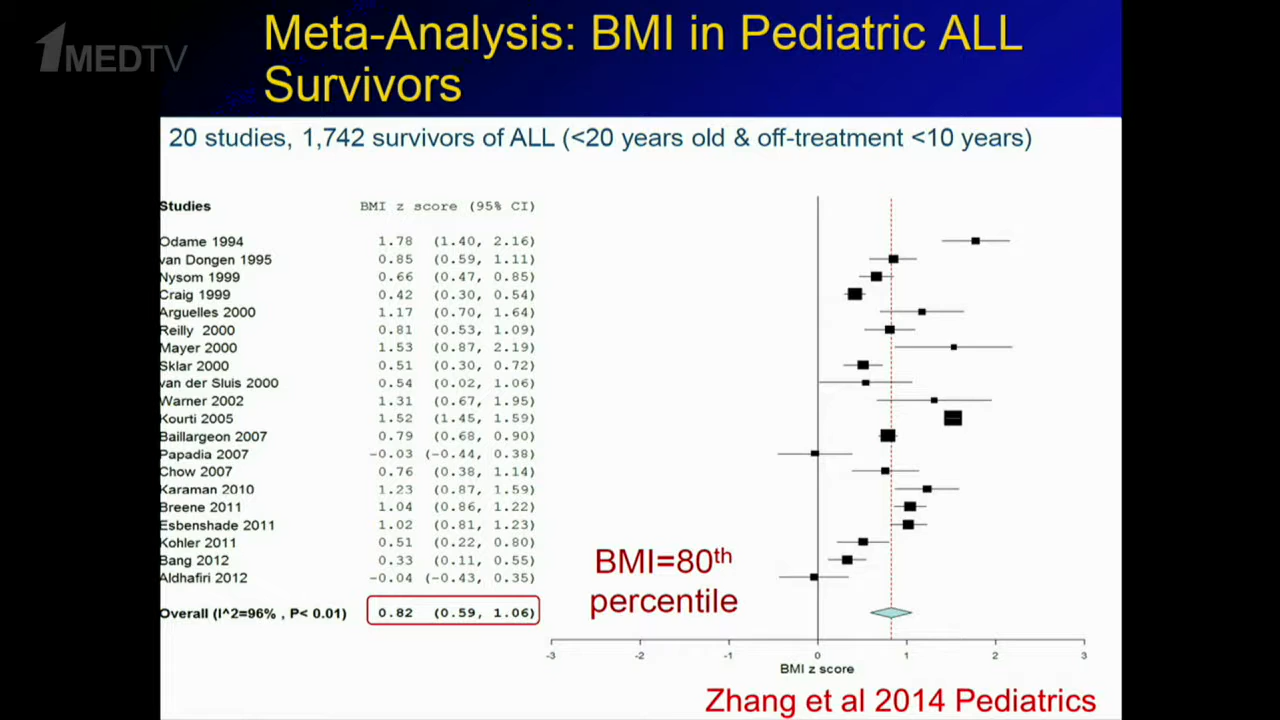 1MEDTV
Meta-Analysis: BMI in Pediatric ALL
Survivors
20 studies, 1,742 survivors of ALL (<20 years old & off-treatment <10 years)
Studies BMI z score (95% CI)
Odame 1994 1.78 (1.40, 2.16)
van Dongen 1995 0.85 (0.59, 1.11)
Nysom 1999 0.66 (0.47, 0.85)
Craig 1999 0.42 (0.30, 0.54)
Arguelles 2000 1.17 (0.70, 1.64)
Reilly 2000 0.81 (0.53, 1.09)
Mayer 2000 1.53 (0.87, 2.19)
Sklar 2000 0.51 (0.30, 0.72)
van der Sluis 2000 0.54 (0.02, 1.06)
Warner 2002 1.31 (0.67, 1.95)
Kourti 2005 1.52 (1.45, 1.59)
Baillargeon 2007 0.79 (0.68, 0.90)
Papadia 2007 -0.03 (-0.44, 0.38)
Chow 2007 0.76 (0.38, 1.14)
Karaman 2010 1.23 (0.87, 1.59)
Breene 2011 1.04 (0.86, 1.22)
Esbenshade 2011 1.02 (0.81, 1.23)
Kohler 2011 0.51 (0.22, 0.80)
Bang 2012 0.33 (0.11, 0.55)
Aldhafiri 2012 -0.04 (-0.43, 0.35)
Overall (I^2=96% , P< 0.01) 0.82 (0.59, 1.06)
BMI=80th
percentile
-3 -2 -1 0 1 2 3
BMI z score
Zhang et al 2014 Pediatrics